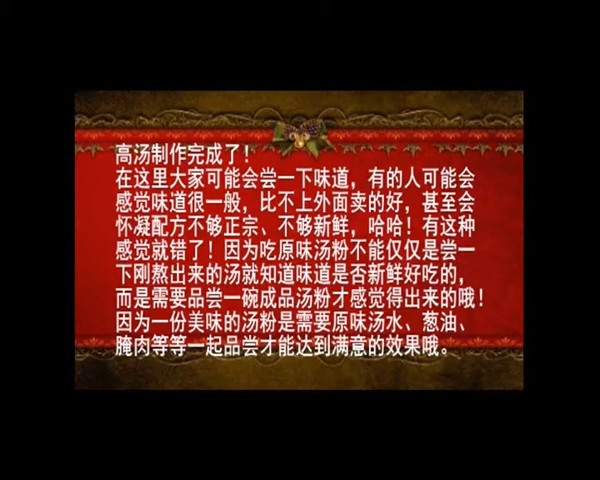 高汤制作完成了！
在这里大家可能会尝一下味道，有的人可能会
感觉味道很一般，比不上外面卖的好，甚至会
怀凝配方不够正宗、不够新鲜，哈哈！有这种
感觉就错了！因为吃原味汤粉不能仅仅是尝一
下刚熬出来的汤就知道味道是否新鲜好吃的，
而是需要品尝一碗成品汤粉才感觉得出来的哦！
因为一份美味的汤粉是需要原味汤水、葱油、
腌肉等等一起品尝才能达到满意的效果哦。